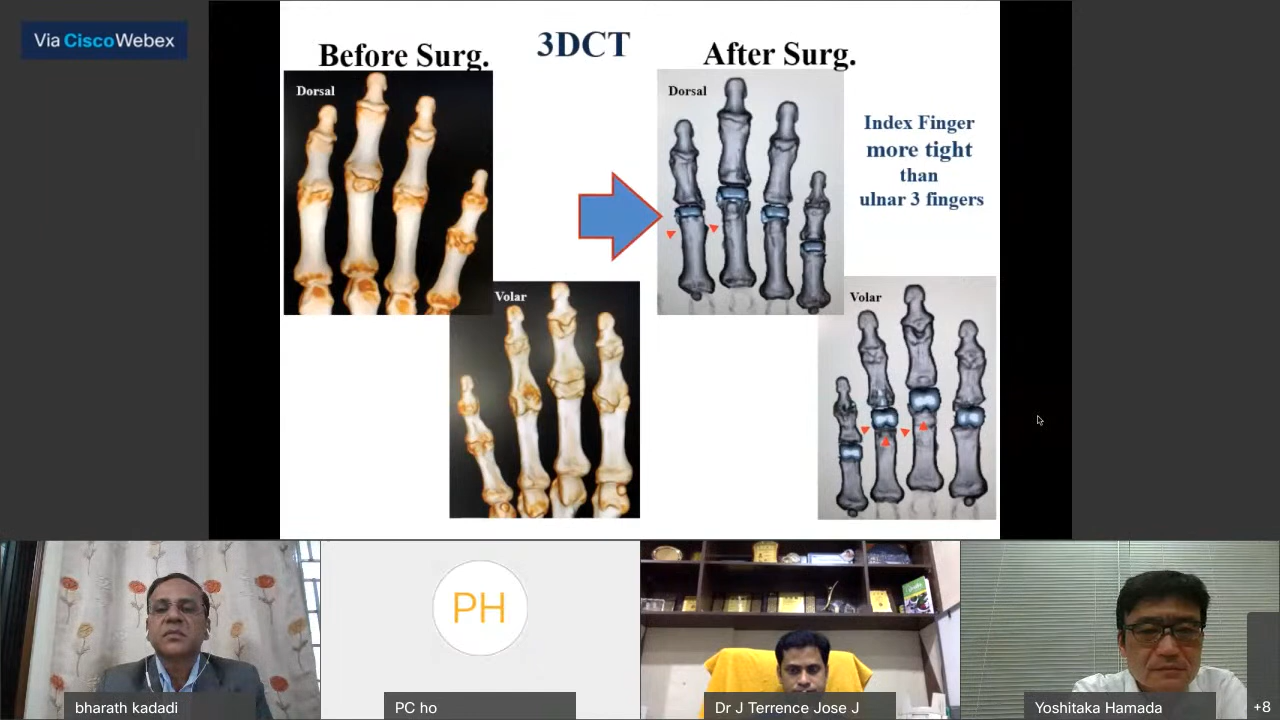 Via Cisco Webex
Before Surg.
3DCT
After Surg.
Dorsal
Dorsal
Index Finger
more tight
than
ulnar 3 fingers
Volar
Volar
PH
bharath kadadi
PC ho
Dr J Terrence Jose J
Yoshitaka Hamada
+8